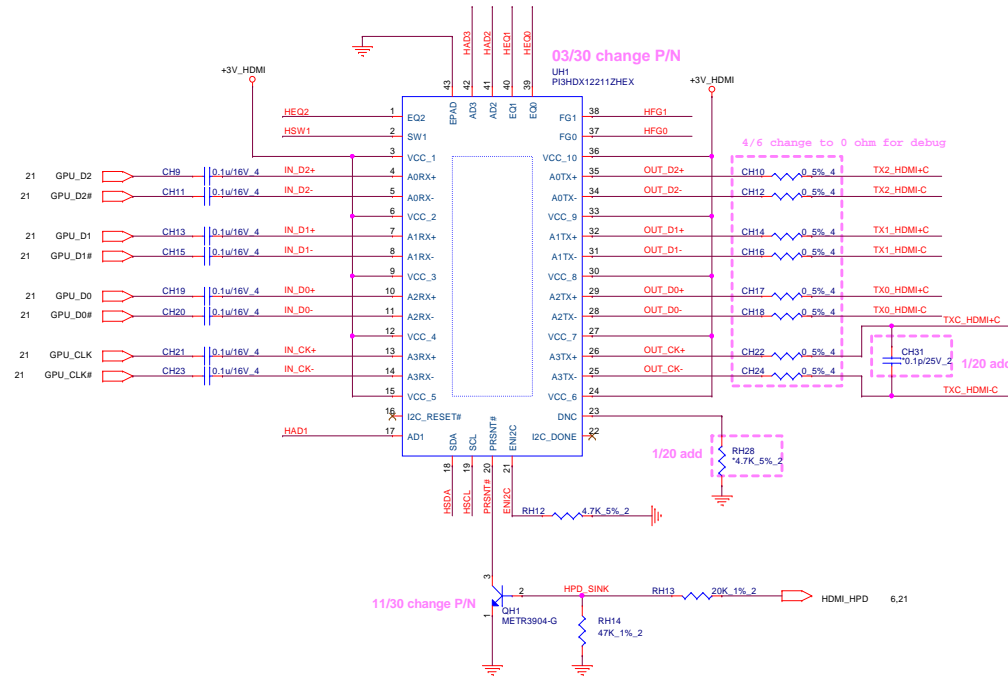 HAD3
HAD2
HEQ1
HEQ0
03/30 change P/N
UH1
PI3HDX12211ZHEX
+3V_HDMI
+3V_HDMI
43
42
41
40
39
EPAD
AD3
AD2
EQ1
EQ0
HEQ2 1 EQ2 FG1 38 HFG1
HSW1 2 SW1 FG0 37 HFG0
4/6 change to 0 ohm for debug
3 VCC_1 VCC_10 36
21 GPU_D2 CH9 0.1u/16V_4 IN_D2+ 4 A0RX+ A0TX+ 35 OUT_D2+ CH10 0_5%_4 TX2_HDMI+C
21 GPU_D2# CH11 0.1u/16V_4 IN_D2- 5 A0RX- A0TX- 34 OUT_D2- CH12 0_5%_4 TX2_HDMI-C
6 VCC_2 VCC_9 33
21 GPU_D1 CH13 0.1u/16V_4 IN_D1+ 7 A1RX+ A1TX+ 32 OUT_D1+ CH14 0_5%_4 TX1_HDMI+C
21 GPU_D1# CH15 0.1u/16V_4 IN_D1- 8 A1RX- A1TX- 31 OUT_D1- CH16 0_5%_4 TX1_HDMI-C
9 VCC_3 VCC_8 30
21 GPU_D0 CH19 0.1u/16V_4 IN_D0+ 10 A2RX+ A2TX+ 29 OUT_D0+ CH17 0_5%_4 TX0_HDMI+C
21 GPU_D0# CH20 0.1u/16V_4 IN_D0- 11 A2RX- A2TX- 28 OUT_D0- CH18 0_5%_4 TX0_HDMI-C
TXC_HDMI+C
12 VCC_4 VCC_7 27
21 GPU_CLK CH21 0.1u/16V_4 IN_CK+ 13 A3RX+ A3TX+ 26 OUT_CK+ CH22 0_5%_4
CH31
*0.1p/25V_2
1/20 add
21 GPU_CLK# CH23 0.1u/16V_4 IN_CK- 14 A3RX- A3TX- 25 OUT_CK- CH24 0_5%_4
TXC_HDMI-C
15 VCC_5 VCC_6 24
16 I2C_RESET# DNC 23
HAD1 17 AD1 I2C_DONE 22
SDA
SCL
PRSNT#
ENI2C
18
19
20
21
HSDA
HSCL
PRSNT#
ENI2C
1/20 add
RH28
*4.7K_5%_2
RH12 4.7K_5%_2
3
2
1
HPD_SINK
RH13 20K_1%_2
HDMI_HPD 6,21
11/30 change P/N
QH1
METR3904-G
RH14
47K_1%_2